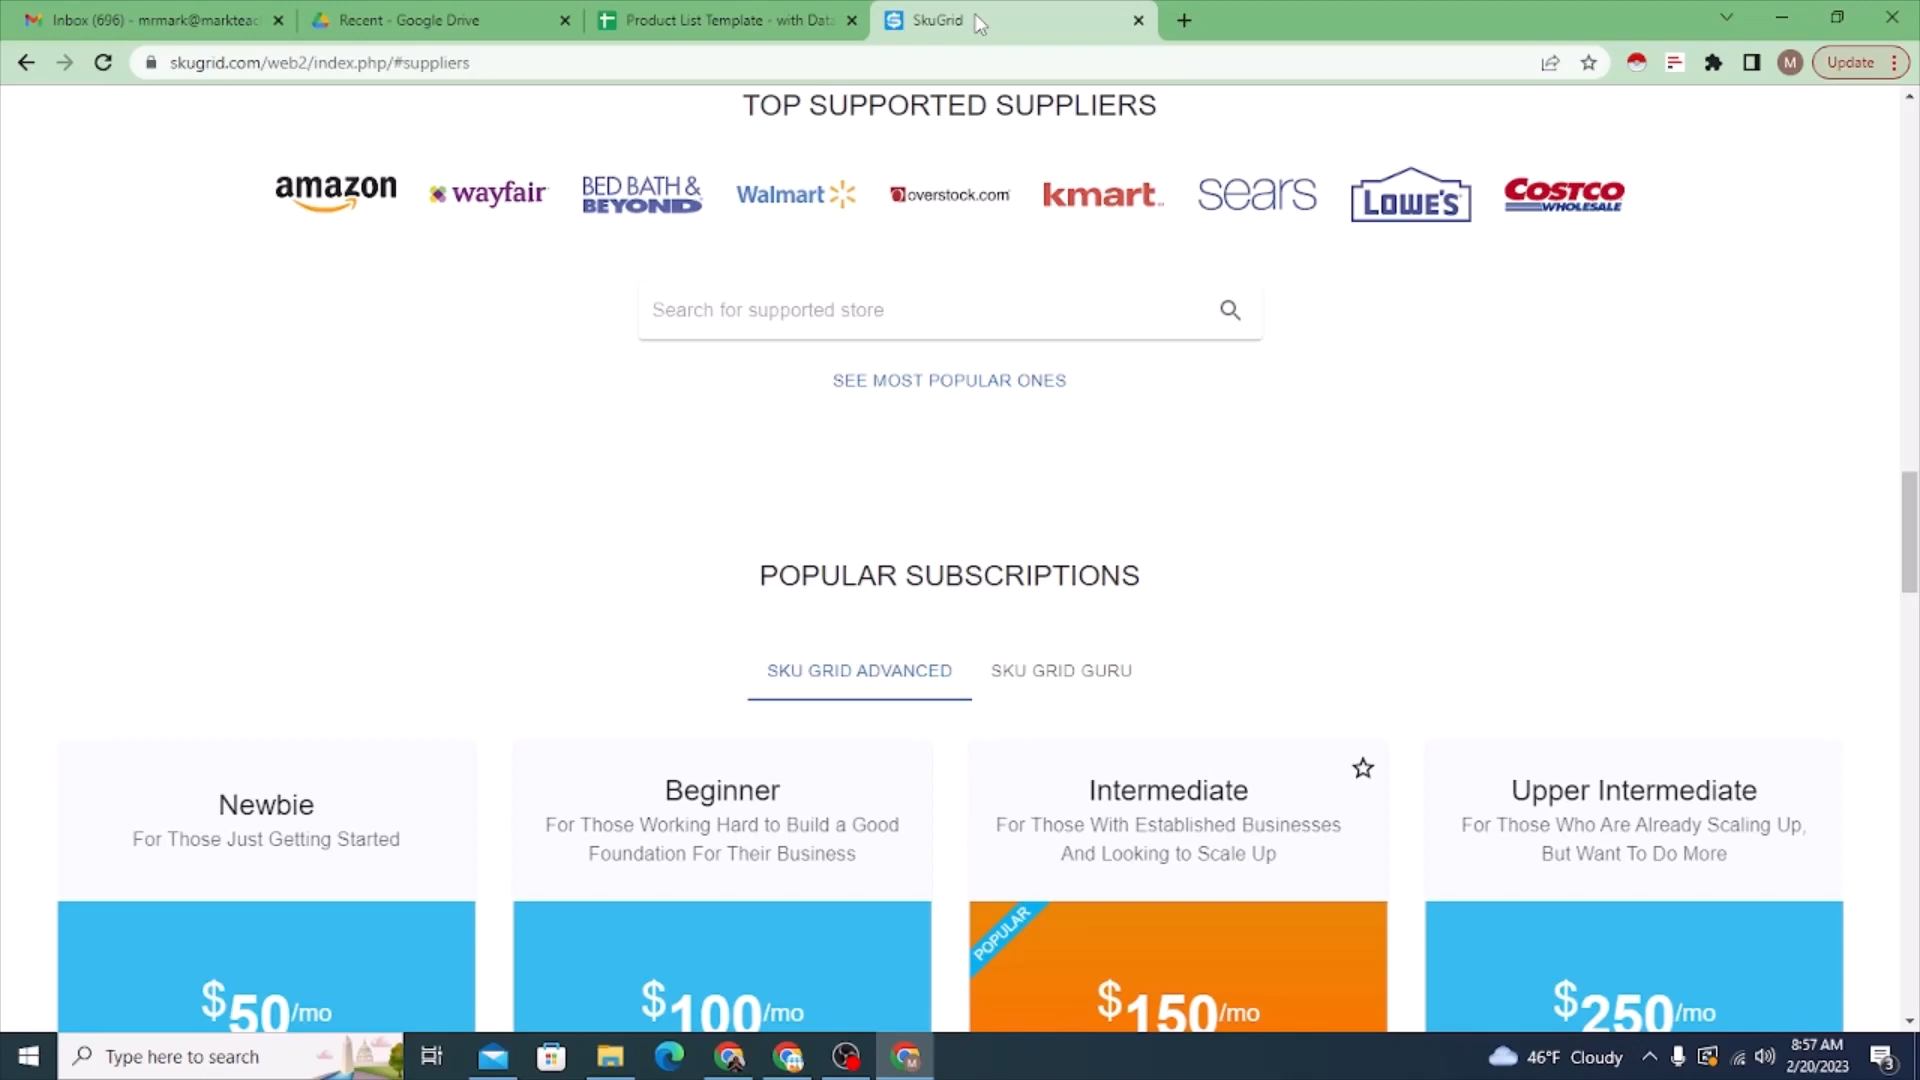 Inbox (696) - mrmark@markteac
Recent - Google Drive
Product List Template - with Data
SkuGrid
skugrid.com/web2/index.php/#suppliers
M
Update
TOP SUPPORTED SUPPLIERS
amazon
wayfair
BED BATH &
BEYOND
Walmart
overstock.com
kmart
sears
LOWE'S
COSTCO
WHOLESALE
Search for supported store
SEE MOST POPULAR ONES
POPULAR SUBSCRIPTIONS
SKU GRID ADVANCED
SKU GRID GURU
Newbie
For Those Just Getting Started
$50/mo
Beginner
For Those Working Hard to Build a Good
Foundation For Their Business
$100/mo
Intermediate
For Those With Established Businesses
And Looking to Scale Up
POPULAR
$150/mo
Upper Intermediate
For Those Who Are Already Scaling Up,
But Want To Do More
$250/mo
Type here to search
46°F Cloudy
8:57 AM
2/20/2023
3